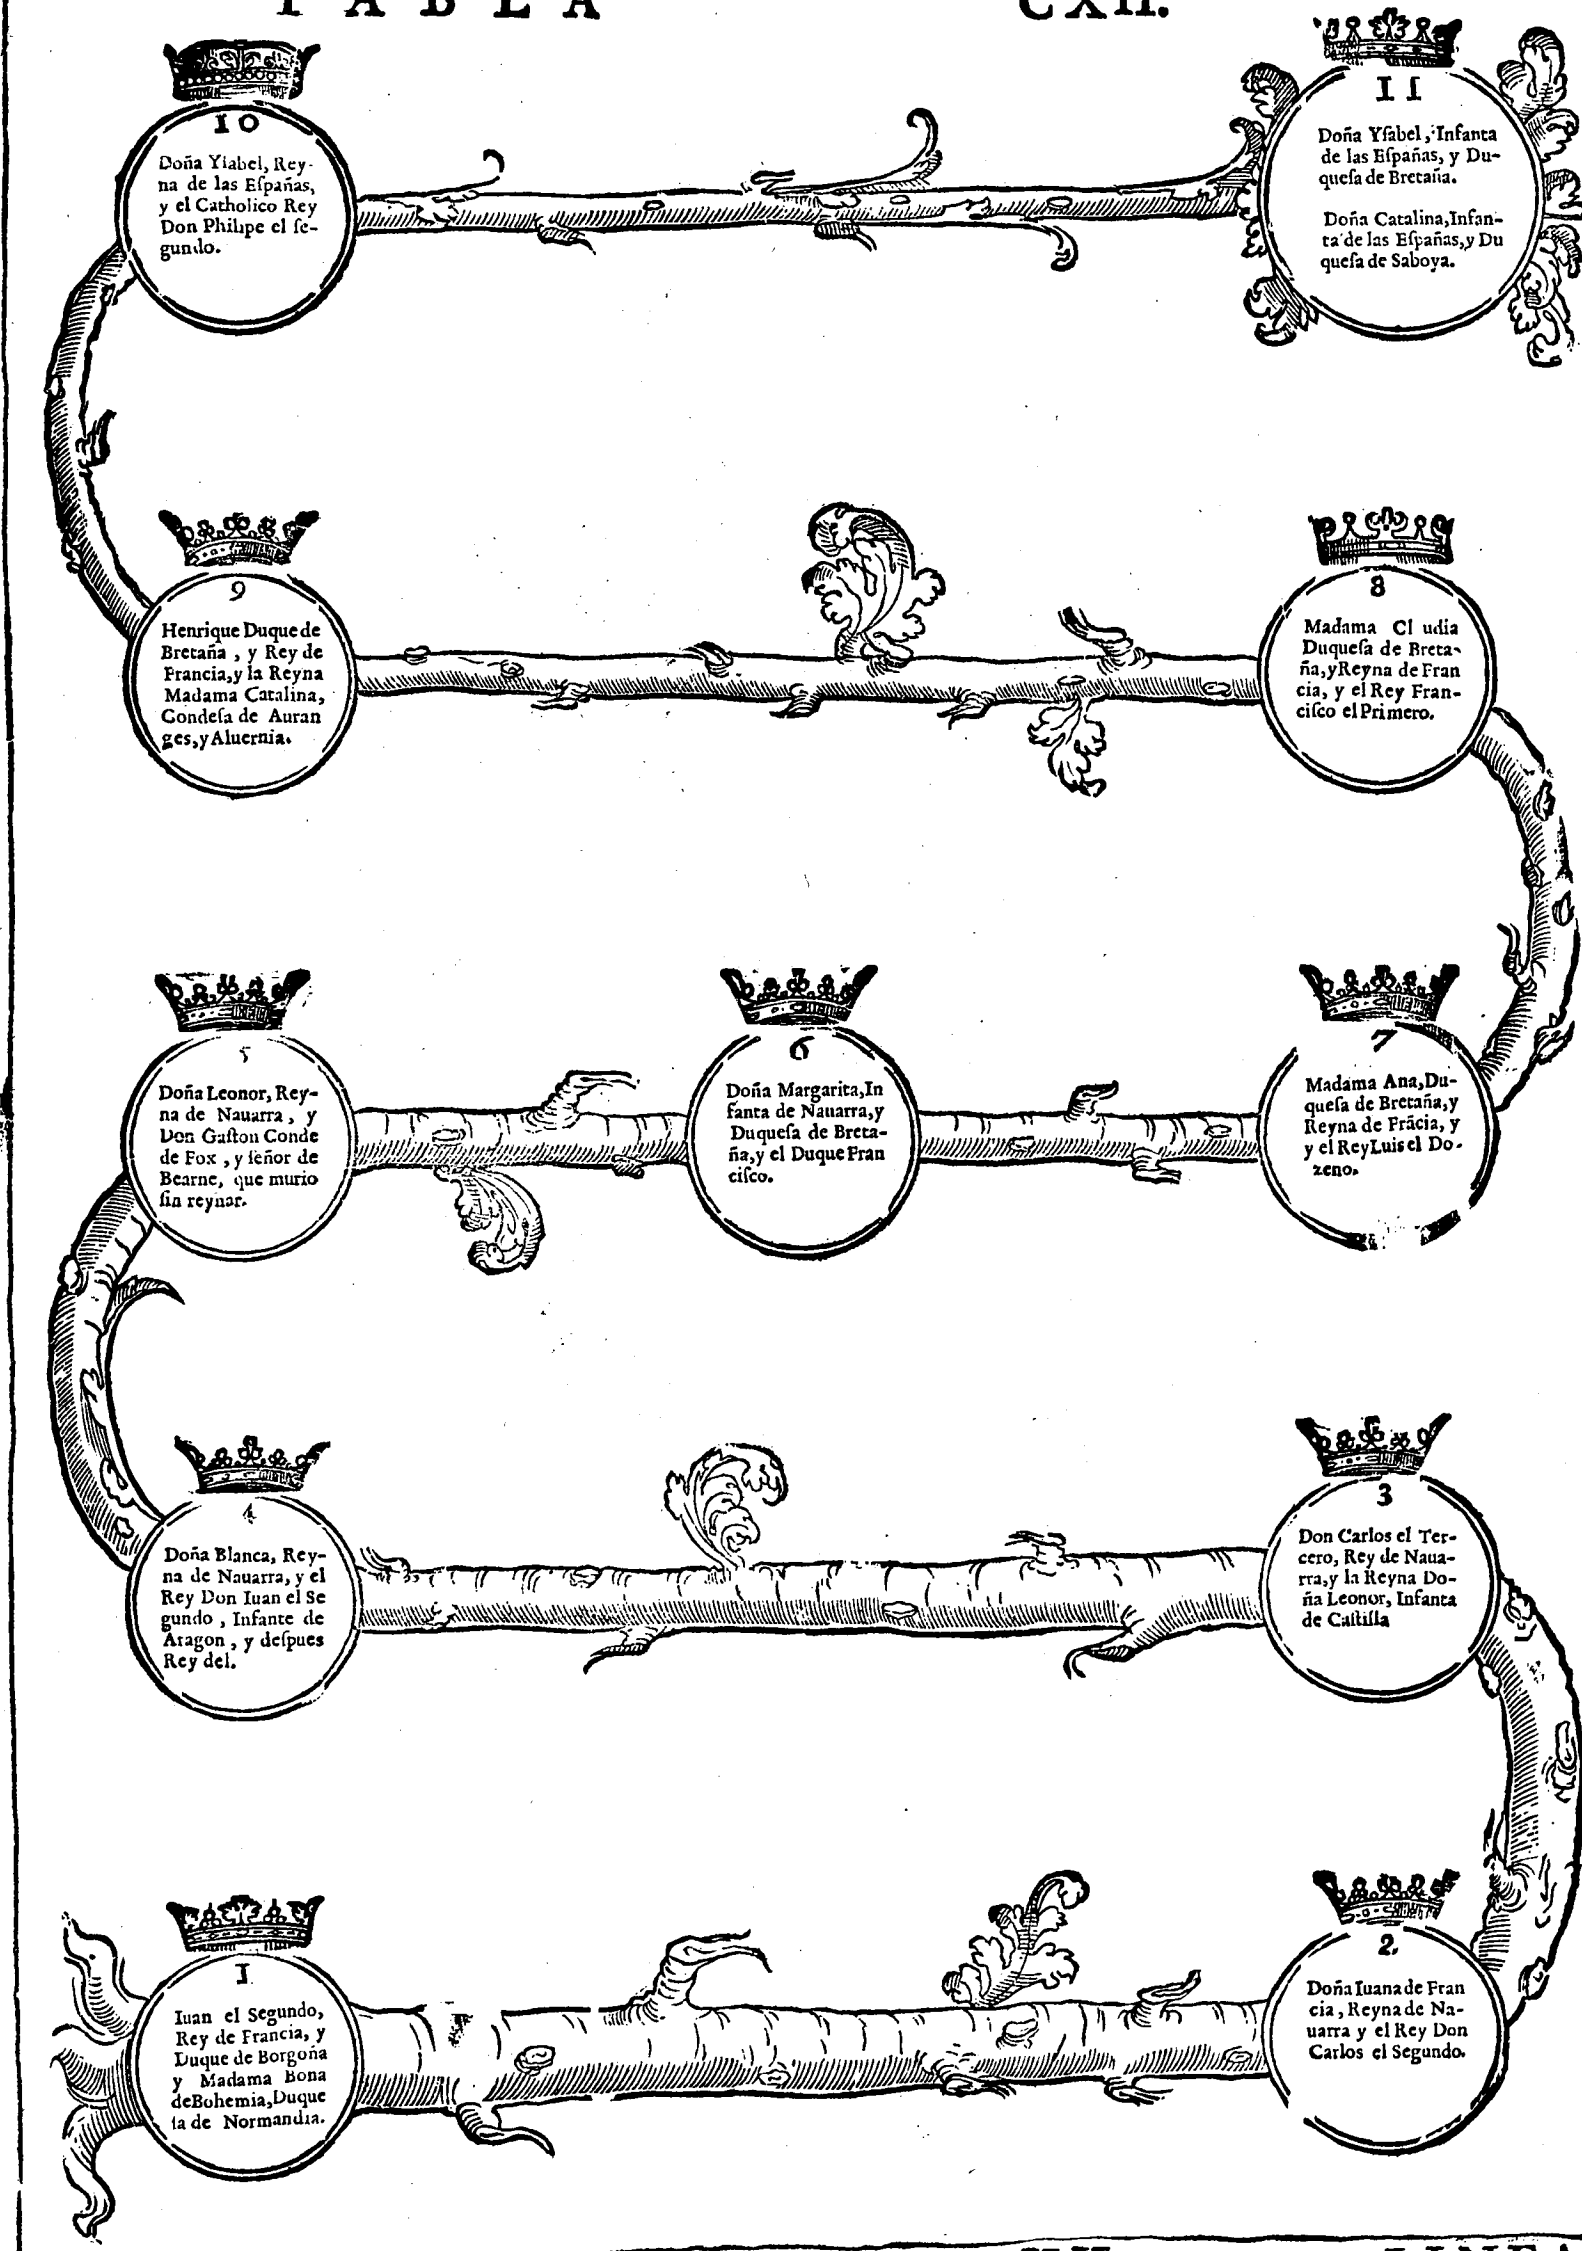 TABLA CXII.
10
Doña Yſabel, Rey-
na de las Eſpañas,
y el Catholico Rey
Don Philipe el ſe-
gundo.
11
Doña Yſabel, Infanta
de las Eſpañas, y Du-
queſa de Bretaña.
Doña Catalina, Infan-
ta de las Eſpañas, y Du
queſa de Saboya.
9
Henrique Duque de
Bretaña, y Rey de
Francia, y la Reyna
Madama Catalina,
Condeſa de Auran
ges, y Aluernia.
8
Madama Cl udia
Duqueſa de Breta-
ña, y Reyna de Fran
cia, y el Rey Fran-
ciſco el Primero.
5
Doña Leonor, Rey-
na de Nauarra, y
Don Gaſton Conde
de Fox, y ſeñor de
Bearne, que murio
ſin reynar.
6
Doña Margarita, In
fanta de Nauarra, y
Duqueſa de Breta-
ña, y el Duque Fran
ciſco.
7
Madama Ana, Du-
queſa de Bretaña, y
Reyna de Frãcia, y
y el Rey Luis el Do-
zeno.
4
Doña Blanca, Rey-
na de Nauarra, y el
Rey Don Iuan el Se
gundo, Infante de
Aragon, y deſpues
Rey del.
3
Don Carlos el Ter-
cero, Rey de Naua-
rra, y la Reyna Do-
ña Leonor, Infanta
de Caſtilla
1
Iuan el Segundo,
Rey de Francia, y
Duque de Borgoña
y Madama Bona
de Bohemia, Duque
ſa de Normandia.
2.
Doña Iuana de Fran
cia, Reyna de Na-
uarra y el Rey Don
Carlos el Segundo.